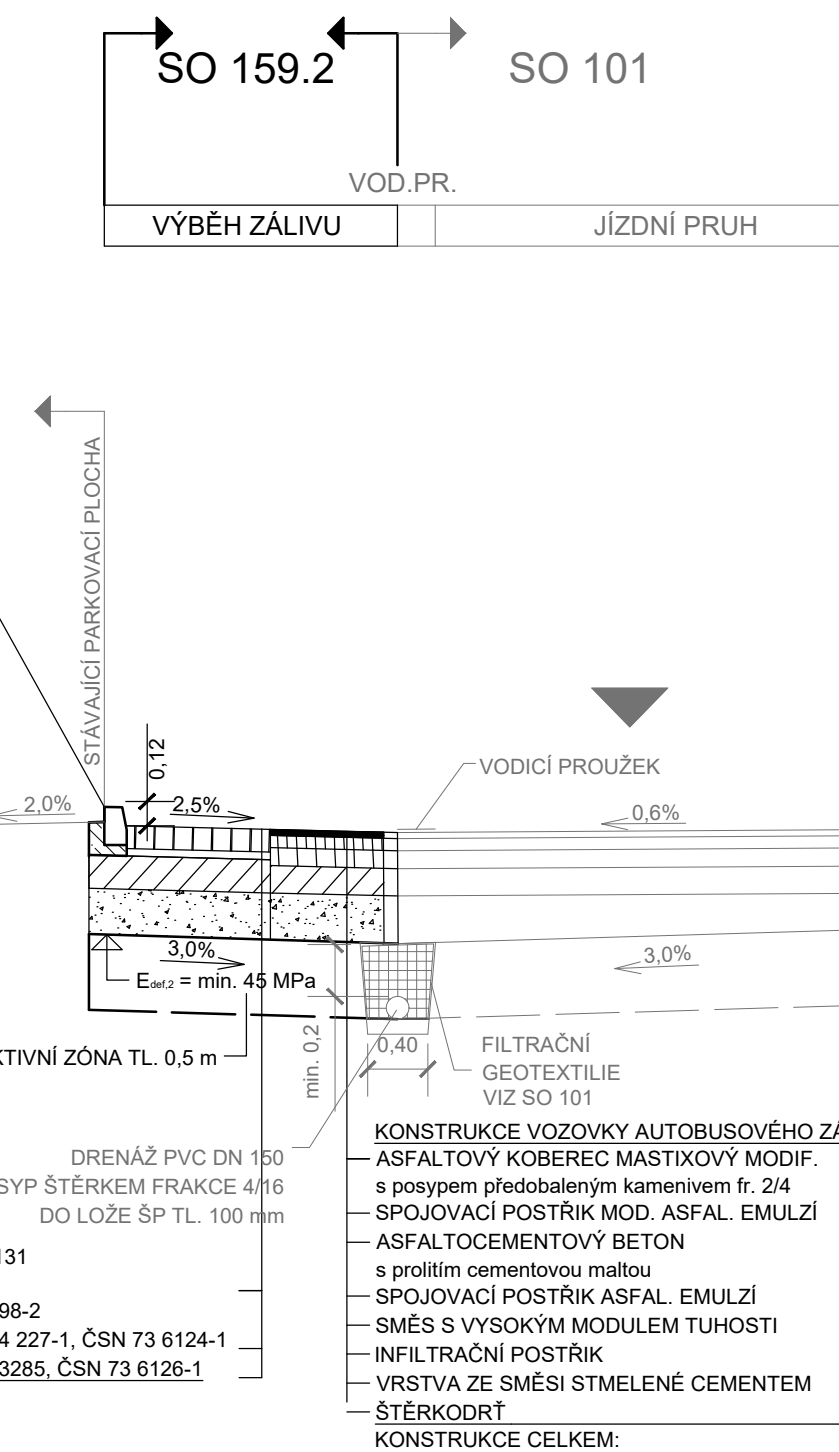 SO 159.2
SO 101
VOD.PR.
VÝBĚH ZÁLIVU
JÍZDNÍ PRUH
STÁVAJÍCÍ PARKOVACÍ PLOCHA
0,12
VODICÍ PROUŽEK
2,0%
2,5%
0,6%
3,0%
3,0%
Edef,2 = min. 45 MPa
KTIVNÍ ZÓNA TL. 0,5 m
min. 0,2
0,40
FILTRAČNÍ
GEOTEXTILIE
VIZ SO 101
DRENÁŽ PVC DN 150
SYP ŠTĚRKEM FRAKCE 4/16
DO LOŽE ŠP TL. 100 mm
131
98-2
4 227-1, ČSN 73 6124-1
3285, ČSN 73 6126-1
KONSTRUKCE VOZOVKY AUTOBUSOVÉHO ZÁ
ASFALTOVÝ KOBEREC MASTIXOVÝ MODIF.
s posypem předobaleným kamenivem fr. 2/4
SPOJOVACÍ POSTŘIK MOD. ASFAL. EMULZÍ
ASFALTOCEMENTOVÝ BETON
s prolitím cementovou maltou
SPOJOVACÍ POSTŘIK ASFAL. EMULZÍ
SMĚS S VYSOKÝM MODULEM TUHOSTI
INFILTRAČNÍ POSTŘIK
VRSTVA ZE SMĚSI STMELENÉ CEMENTEM
ŠTĚRKODRŤ
KONSTRUKCE CELKEM: